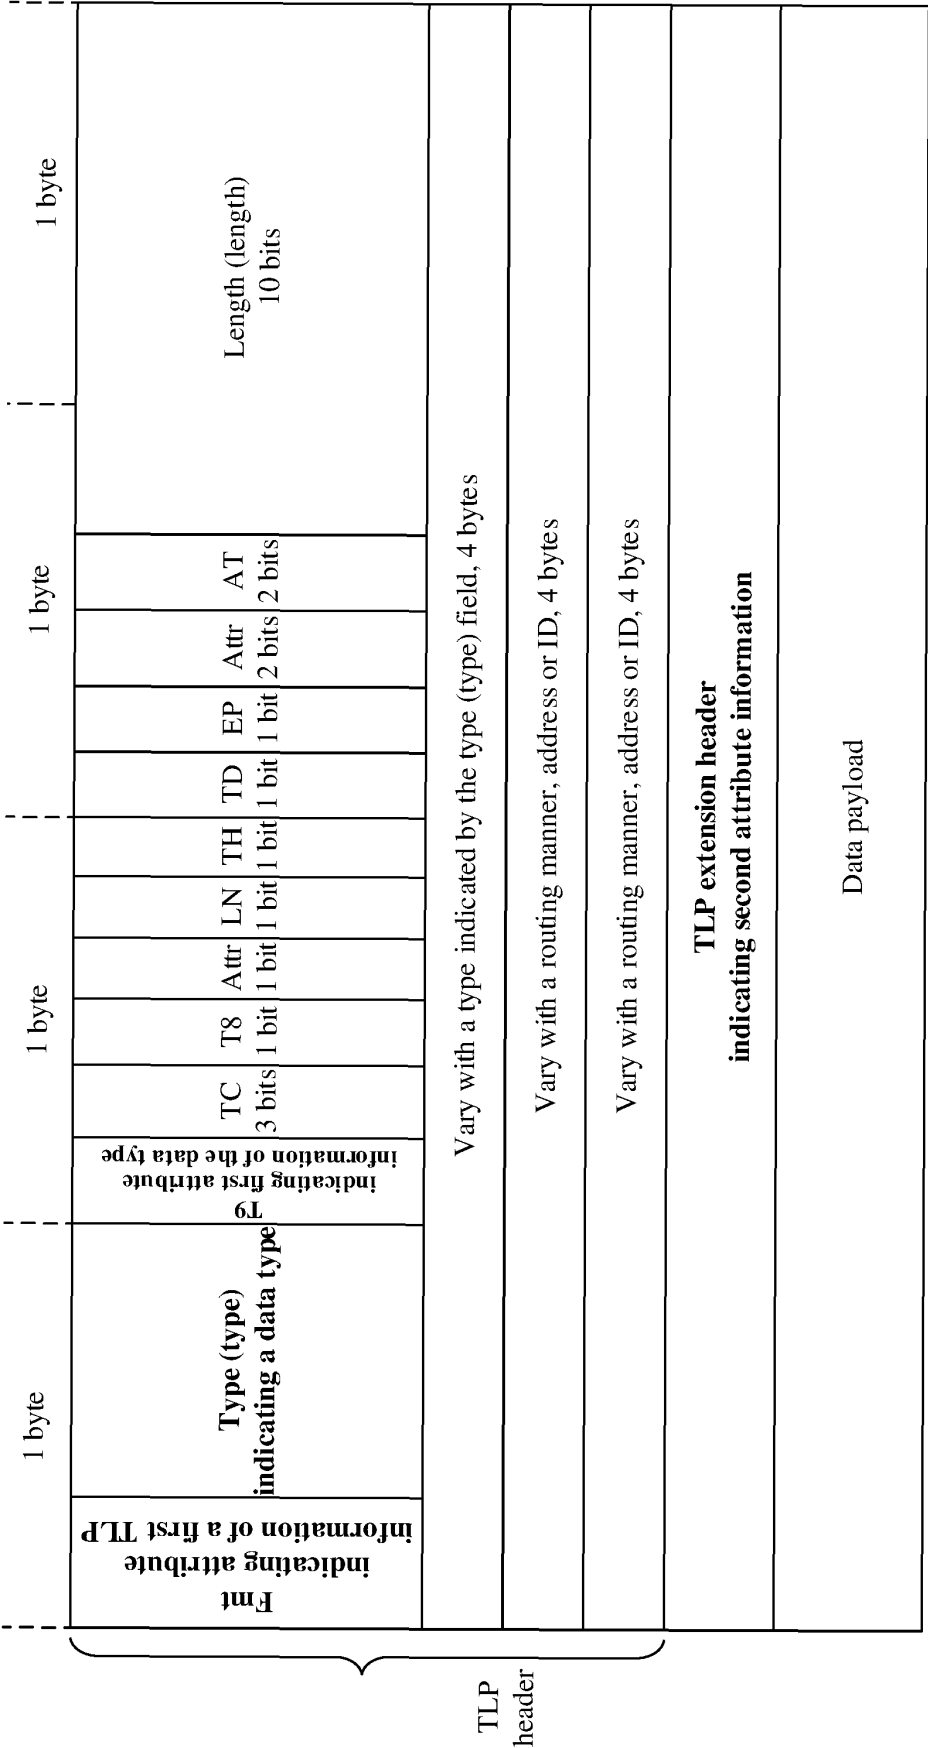 1 byte
1 byte
1 byte
1 byte
Fmt
indicating attribute
information of a first TLP
Type (type)
indicating a data type
T9
indicating first attribute
information of the data type
TC
3 bits
T8
1 bit
Attr
1 bit
LN
1 bit
TH
1 bit
TD
1 bit
EP
1 bit
Attr
2 bits
AT
2 bits
Length (length)
10 bits
Vary with a type indicated by the type (type) field, 4 bytes
Vary with a routing manner, address or ID, 4 bytes
Vary with a routing manner, address or ID, 4 bytes
TLP
header
TLP extension header
indicating second attribute information
Data payload